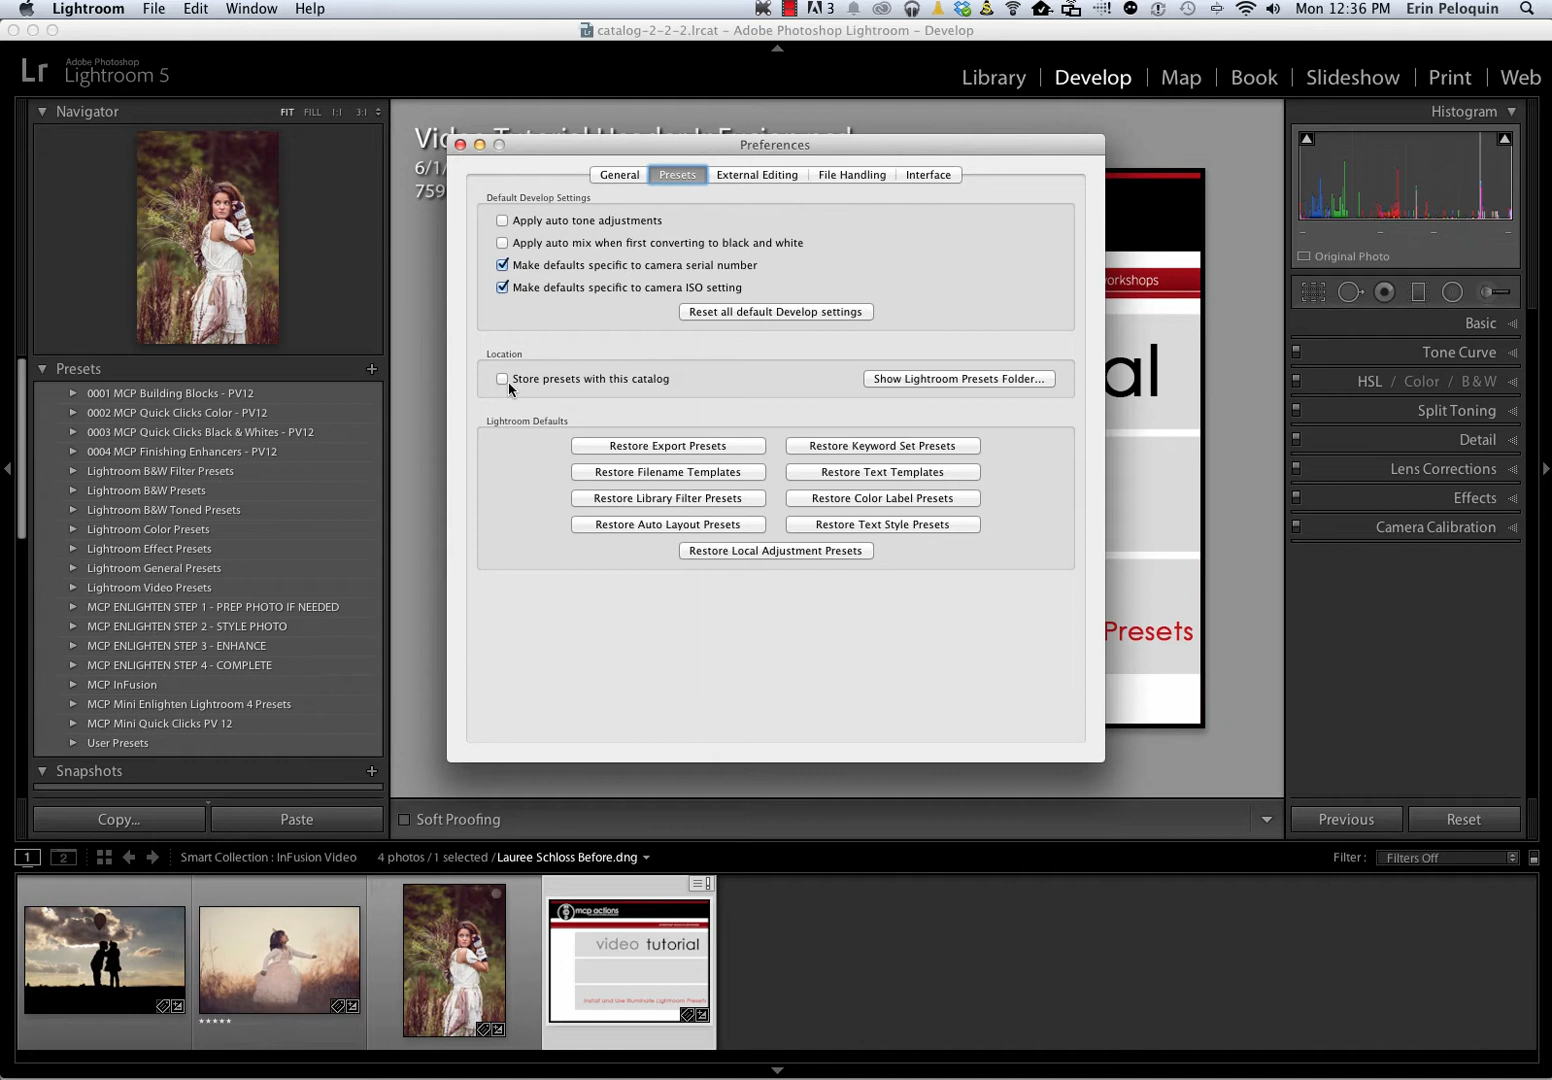 Lightroom File Edit Window Help 3 Mon 12:36 PM Erin Peloquin
catalog-2-2-2.lrcat – Adobe Photoshop Lightroom – Develop
Lr Adobe Photoshop
Lightroom 5
Library | Develop | Map | Book | Slideshow | Print | Web
Navigator FIT FILL 1:1 3:1
Histogram
Original Photo
Basic
Tone Curve
HSL / Color / B & W
Split Toning
Detail
Lens Corrections
Effects
Camera Calibration
Previous Reset
Presets +
0001 MCP Building Blocks - PV12
0002 MCP Quick Clicks Color - PV12
0003 MCP Quick Clicks Black & Whites - PV12
0004 MCP Finishing Enhancers - PV12
Lightroom B&W Filter Presets
Lightroom B&W Presets
Lightroom B&W Toned Presets
Lightroom Color Presets
Lightroom Effect Presets
Lightroom General Presets
Lightroom Video Presets
MCP ENLIGHTEN STEP 1 - PREP PHOTO IF NEEDED
MCP ENLIGHTEN STEP 2 - STYLE PHOTO
MCP ENLIGHTEN STEP 3 - ENHANCE
MCP ENLIGHTEN STEP 4 - COMPLETE
MCP InFusion
MCP Mini Enlighten Lightroom 4 Presets
MCP Mini Quick Clicks PV 12
User Presets
Snapshots +
Copy... Paste
6/1/
759
orkshops
al
Presets
Preferences
General Presets External Editing File Handling Interface
Default Develop Settings
Apply auto tone adjustments
Apply auto mix when first converting to black and white
Make defaults specific to camera serial number
Make defaults specific to camera ISO setting
Reset all default Develop settings
Location
Store presets with this catalog Show Lightroom Presets Folder...
Lightroom Defaults
Restore Export Presets Restore Keyword Set Presets
Restore Filename Templates Restore Text Templates
Restore Library Filter Presets Restore Color Label Presets
Restore Auto Layout Presets Restore Text Style Presets
Restore Local Adjustment Presets
Soft Proofing
1 2 Smart Collection : InFusion Video 4 photos / 1 selected / Lauree Schloss Before.dng Filter : Filters Off
mcp actions
video tutorial
Install and Use Illuminate Lightroom Presets